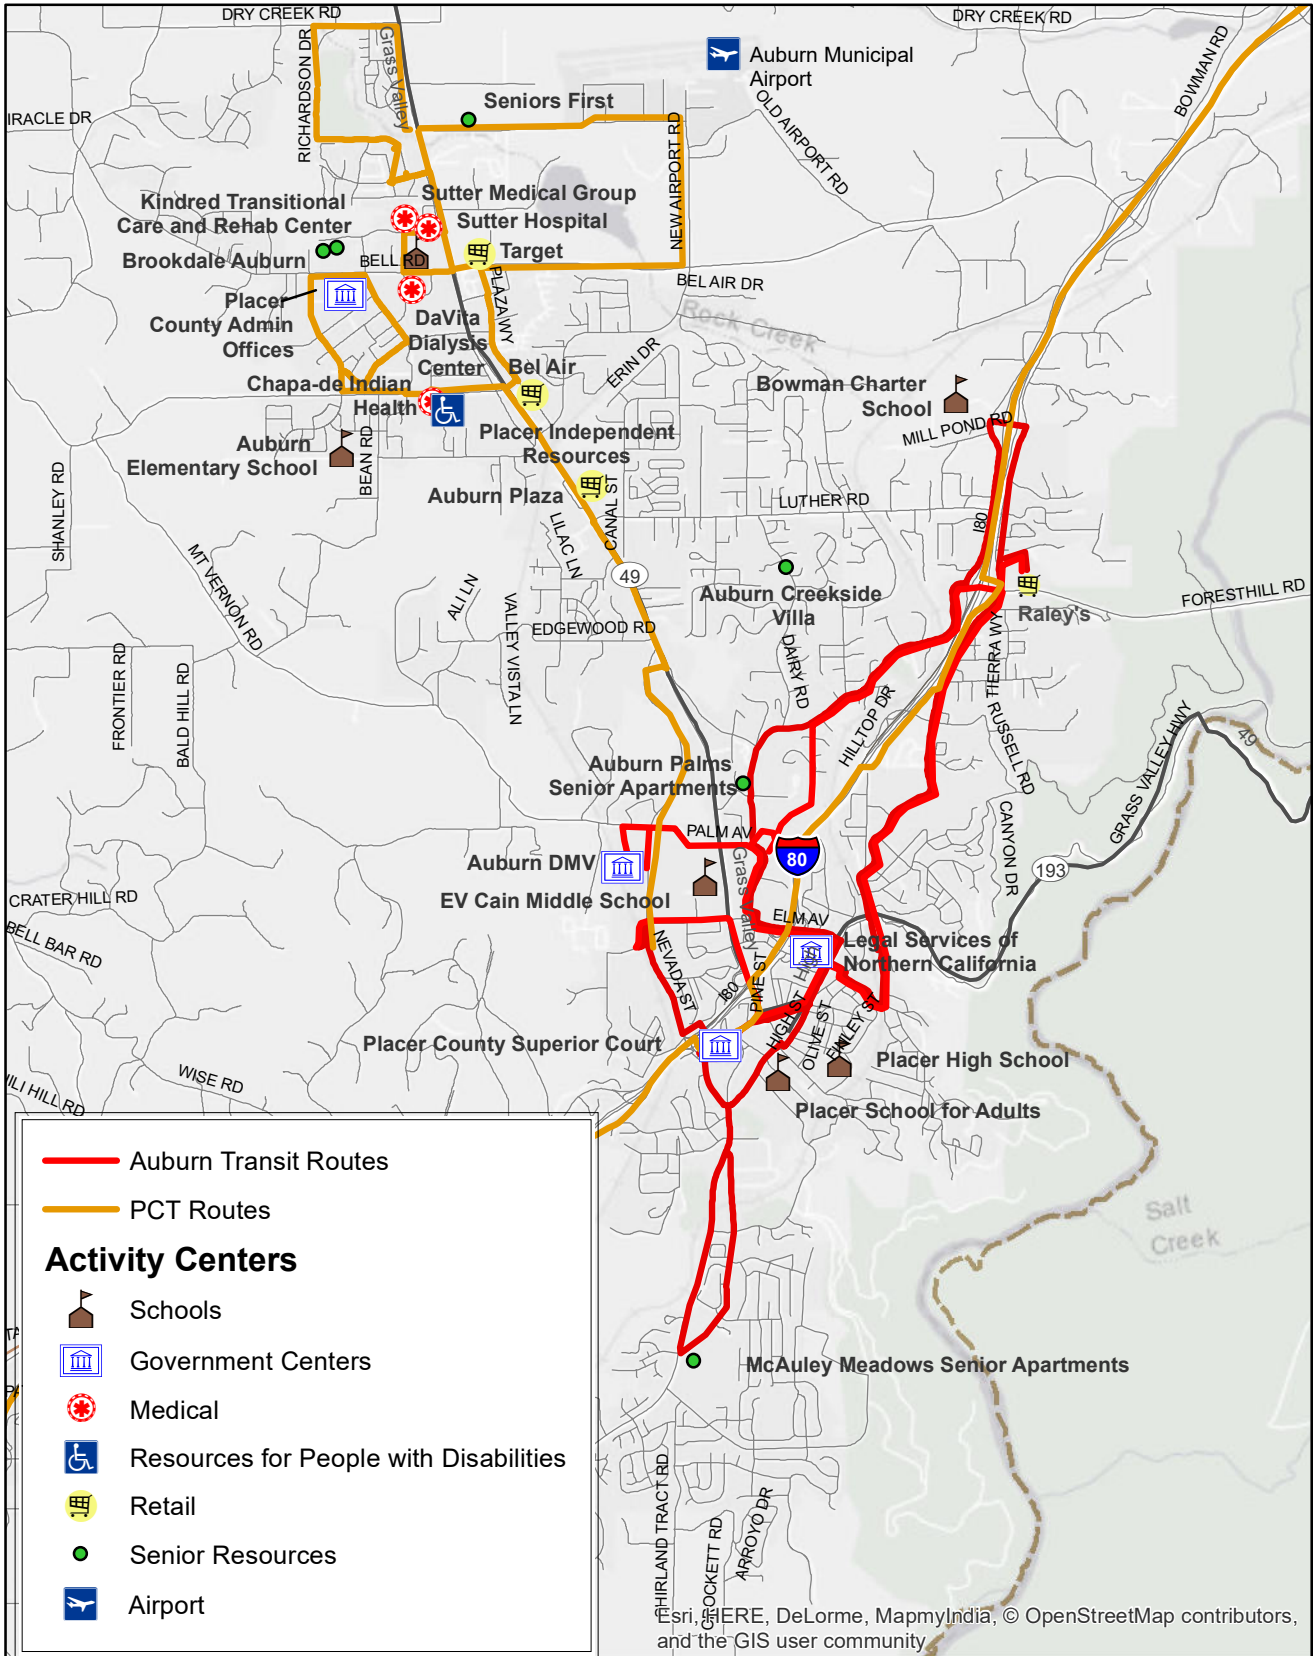 DRY CREEK RD
DRY CREEK RD
RICHARDSON DR
Grass Valley
BOWMAN RD
Auburn Municipal
Airport
OLD AIRPORT RD
IRACLE DR
Seniors First
NEW AIRPORT RD
Sutter Medical Group
Kindred Transitional
Care and Rehab Center
Sutter Hospital
Target
Brookdale Auburn
BELL RD
BEL AIR DR
PLAZA WY
Placer
County Admin
Offices
DaVita
Dialysis
Center
Rock Creek
ERIN DR
Bel Air
Chapa-de Indian
Health
Bowman Charter
School
MILL POND RD
Auburn
Elementary School
BEAN RD
Placer Independent
Resources
SHANLEY RD
Auburn Plaza
CANAL ST
LUTHER RD
I80
LILAC LN
MT VERNON RD
49
ALI LN
VALLEY VISTA LN
Auburn Creekside
Villa
Raley's
FORESTHILL RD
EDGEWOOD RD
DAIRY RD
TIERRA WY
FRONTIER RD
BALD HILL RD
HILLTOP DR
RUSSELL RD
GRASS VALLEY HWY
49
Auburn Palms
Senior Apartments
CANYON DR
PALM AV
80
193
Auburn DMV
EV Cain Middle School
Grass Valley
HWY
CRATER HILL RD
BELL BAR RD
ELM AV
NEVADA ST
Legal Services of
Northern California
I80
PINE ST
HIGH ST
OLIVE ST
FINLEY ST
Placer County Superior Court
Placer High School
WISE RD
ILI HILL RD
Placer School for Adults
Auburn Transit Routes
PCT Routes
Activity Centers
Schools
Government Centers
Medical
Resources for People with Disabilities
Retail
Senior Resources
Airport
Salt
Creek
McAuley Meadows Senior Apartments
SHIRLAND TRACT RD
CROCKETT RD
ARROYO DR
Esri, HERE, DeLorme, MapmyIndia, © OpenStreetMap contributors,
and the GIS user community